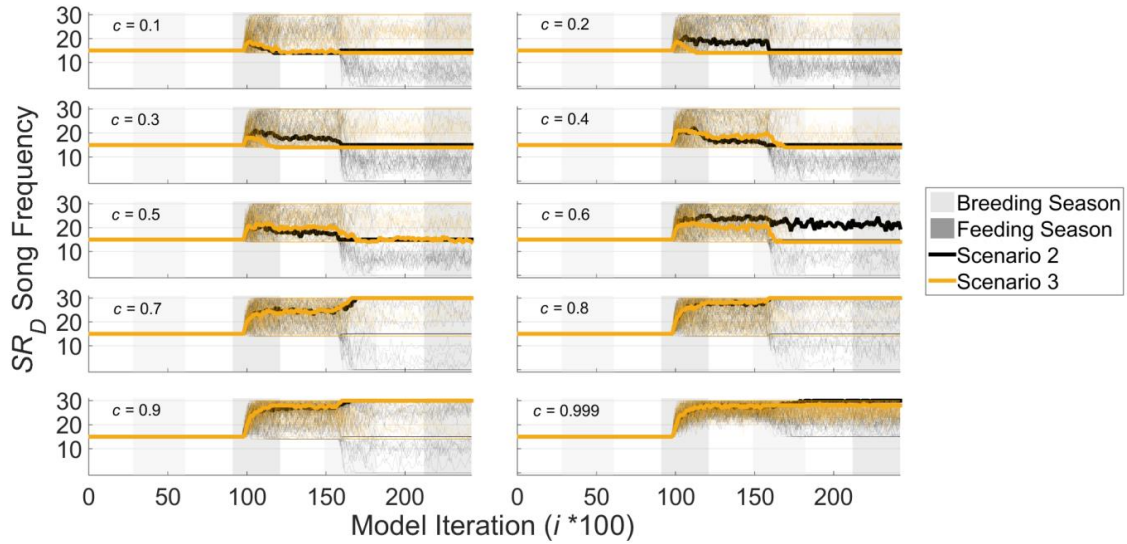 30
20
10
c = 0.1
c = 0.2
30
20
10
c = 0.3
c = 0.4
30
20
10
c = 0.5
c = 0.6
30
20
10
c = 0.7
c = 0.8
30
20
10
c = 0.9
c = 0.999
0 50 100 150 200
0 50 100 150 200
SR_D Song Frequency
Model Iteration (i *100)
Breeding Season
Feeding Season
Scenario 2
Scenario 3